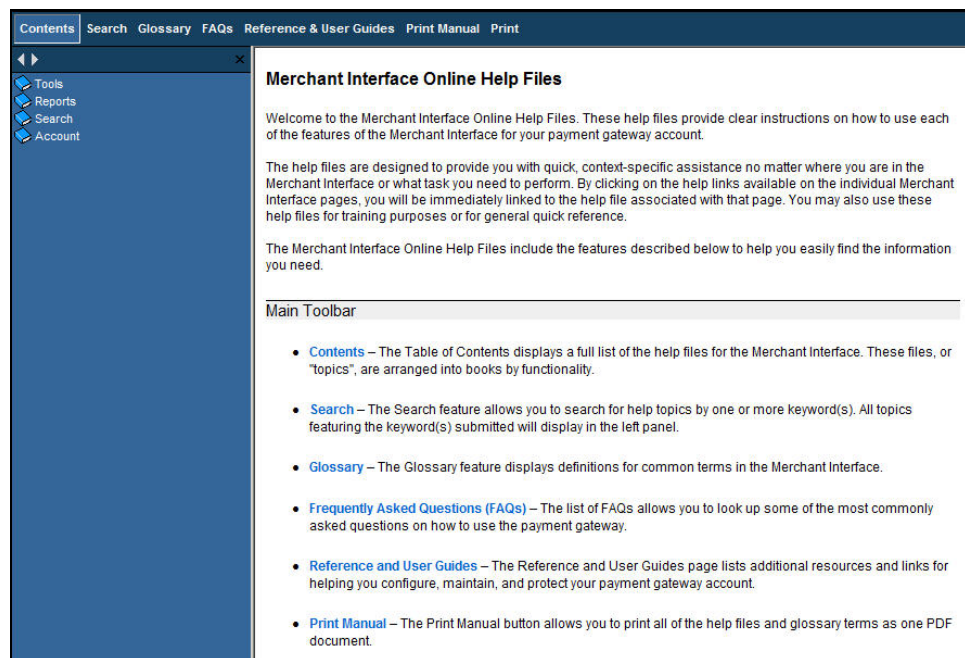 Contents Search Glossary FAQs Reference & User Guides Print Manual Print
Tools
Reports
Search
Account
Merchant Interface Online Help Files
Welcome to the Merchant Interface Online Help Files. These help files provide clear instructions on how to use each
of the features of the Merchant Interface for your payment gateway account.
The help files are designed to provide you with quick, context-specific assistance no matter where you are in the
Merchant Interface or what task you need to perform. By clicking on the help links available on the individual Merchant
Interface pages, you will be immediately linked to the help file associated with that page. You may also use these
help files for training purposes or for general quick reference.
The Merchant Interface Online Help Files include the features described below to help you easily find the information
you need.
Main Toolbar
• Contents – The Table of Contents displays a full list of the help files for the Merchant Interface. These files, or
"topics", are arranged into books by functionality.
• Search – The Search feature allows you to search for help topics by one or more keyword(s). All topics
featuring the keyword(s) submitted will display in the left panel.
• Glossary – The Glossary feature displays definitions for common terms in the Merchant Interface.
• Frequently Asked Questions (FAQs) – The list of FAQs allows you to look up some of the most commonly
asked questions on how to use the payment gateway.
• Reference and User Guides – The Reference and User Guides page lists additional resources and links for
helping you configure, maintain, and protect your payment gateway account.
• Print Manual – The Print Manual button allows you to print all of the help files and glossary terms as one PDF
document.